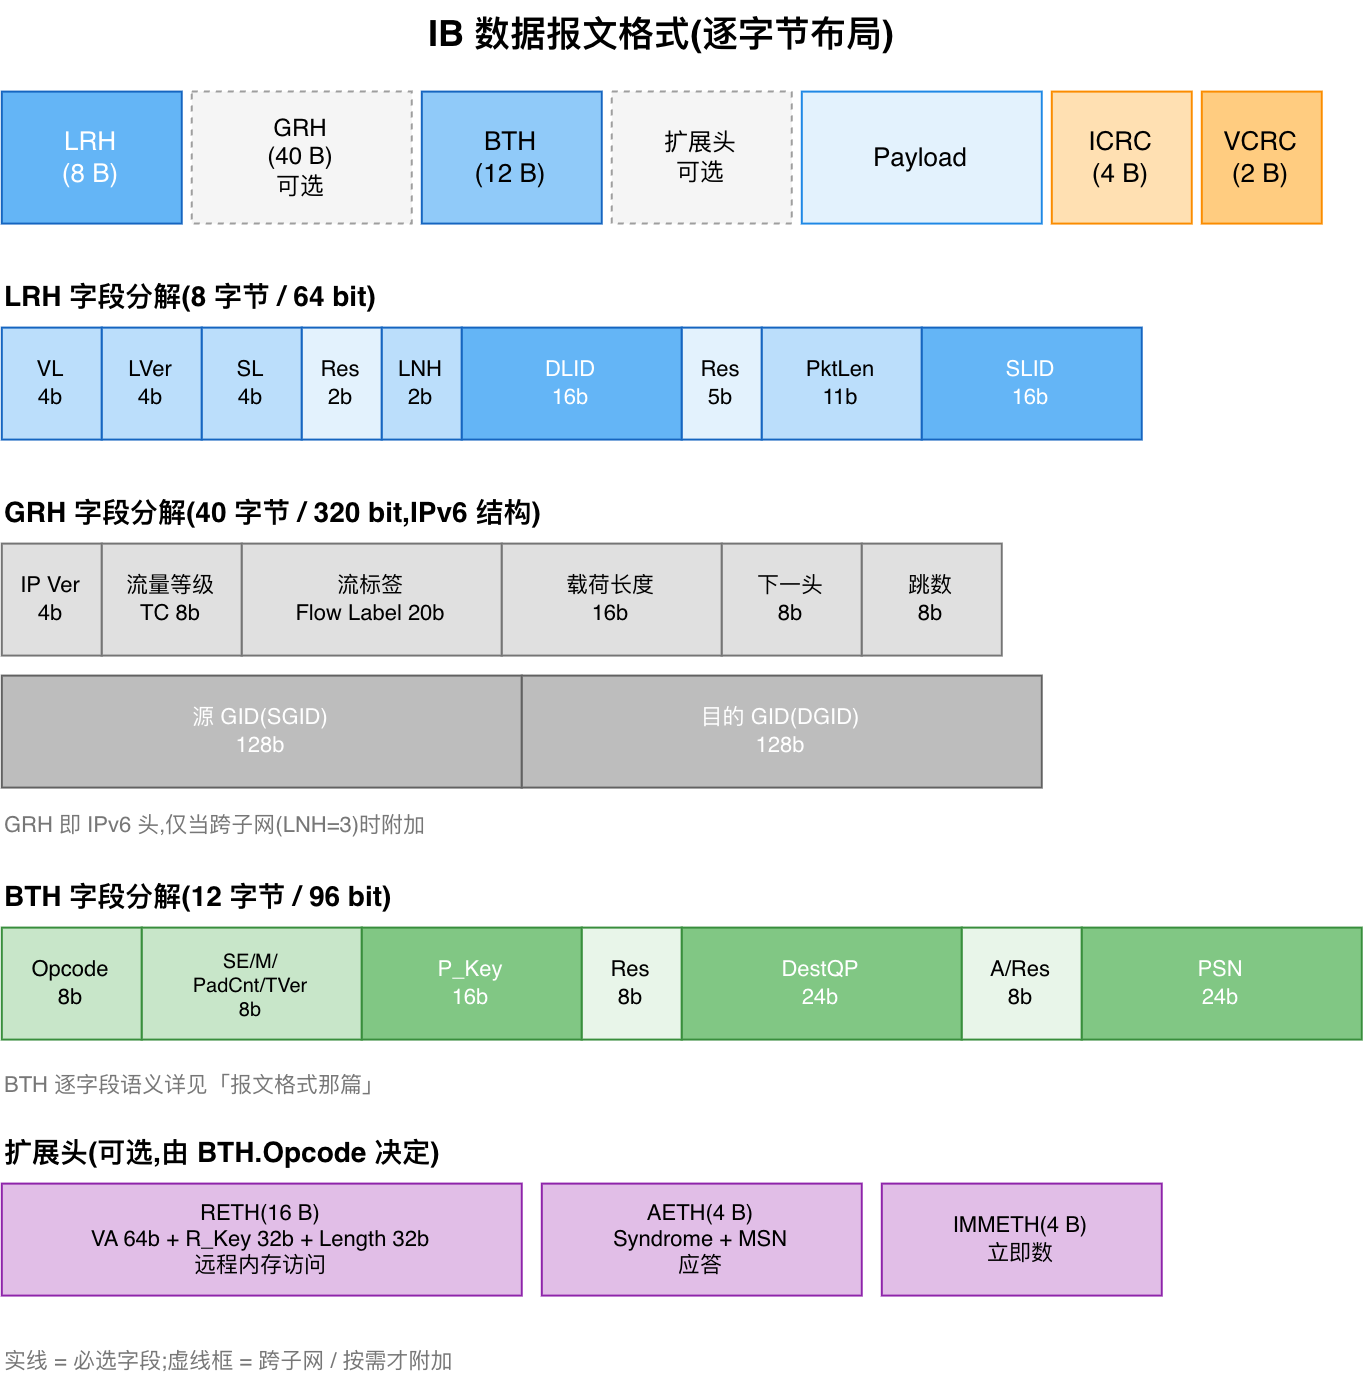 IB 数据报文格式(逐字节布局)
LRH
(8 B)
GRH
(40 B)
可选
BTH
(12 B)
扩展头
可选
Payload
ICRC
(4 B)
VCRC
(2 B)
LRH 字段分解(8 字节 / 64 bit)
VL
4b
LVer
4b
SL
4b
Res
2b
LNH
2b
DLID
16b
Res
5b
PktLen
11b
SLID
16b
GRH 字段分解(40 字节 / 320 bit,IPv6 结构)
IP Ver
4b
流量等级
TC 8b
流标签
Flow Label 20b
载荷长度
16b
下一头
8b
跳数
8b
源 GID(SGID)
128b
目的 GID(DGID)
128b
GRH 即 IPv6 头,仅当跨子网(LNH=3)时附加
BTH 字段分解(12 字节 / 96 bit)
Opcode
8b
SE/M/
PadCnt/TVer
8b
P_Key
16b
Res
8b
DestQP
24b
A/Res
8b
PSN
24b
BTH 逐字段语义详见「报文格式那篇」
扩展头(可选,由 BTH.Opcode 决定)
RETH(16 B)
VA 64b + R_Key 32b + Length 32b
远程内存访问
AETH(4 B)
Syndrome + MSN
应答
IMMETH(4 B)
立即数
实线 = 必选字段;虚线框 = 跨子网 / 按需才附加